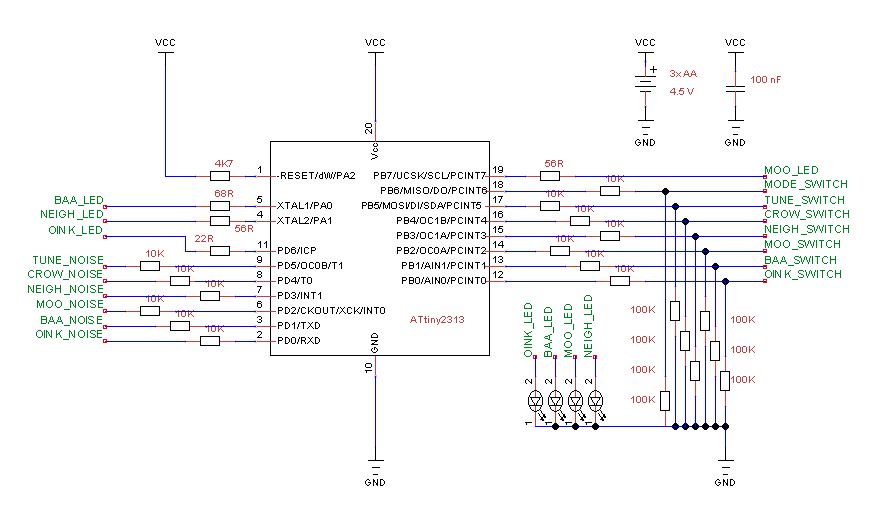 VCC VCC VCC VCC
3xAA
4.5 V
100 nF
GND GND
20
Vcc
4K7 1 -RESET/dW/PA2 PB7/UCSK/SCL/PCINT7 19 56R MOO_LED
PB6/MISO/DO/PCINT6 18 10K MODE_SWITCH
BAA_LED 68R 5 XTAL1/PA0 PB5/MOSI/DI/SDA/PCINT5 17 10K TUNE_SWITCH
NEIGH_LED 56R 4 XTAL2/PA1 PB4/OC1B/PCINT4 16 10K CROW_SWITCH
OINK_LED PB3/OC1A/PCINT3 15 10K NEIGH_SWITCH
22R 11 PD6/ICP PB2/OC0A/PCINT2 14 10K MOO_SWITCH
TUNE_NOISE 10K 9 PD5/OC0B/T1 PB1/AIN1/PCINT1 13 10K BAA_SWITCH
CROW_NOISE 10K 8 PD4/T0 PB0/AIN0/PCINT0 12 OINK_SWITCH
NEIGH_NOISE 10K 7 PD3/INT1
MOO_NOISE 10K 6 PD2/CKOUT/XCK/INT0
BAA_NOISE 10K 3 PD1/TXD
OINK_NOISE 10K 2 PD0/RXD
ATtiny2313
GND
10
OINK_LED BAA_LED MOO_LED NEIGH_LED
2 2 2 2
1 1 1 1
100K 100K
100K 100K
100K 100K
100K
GND GND